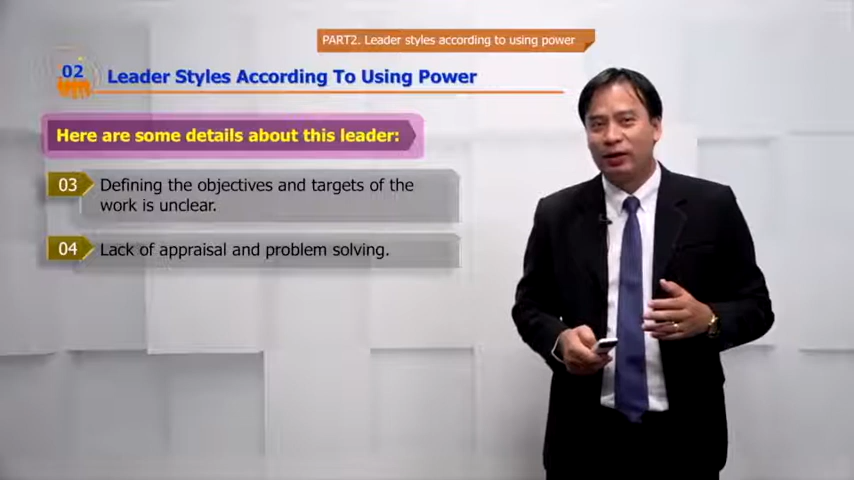 PART2. Leader styles according to using power
02
Leader Styles According To Using Power
Here are some details about this leader:
03
Defining the objectives and targets of the
work is unclear.
04
Lack of appraisal and problem solving.